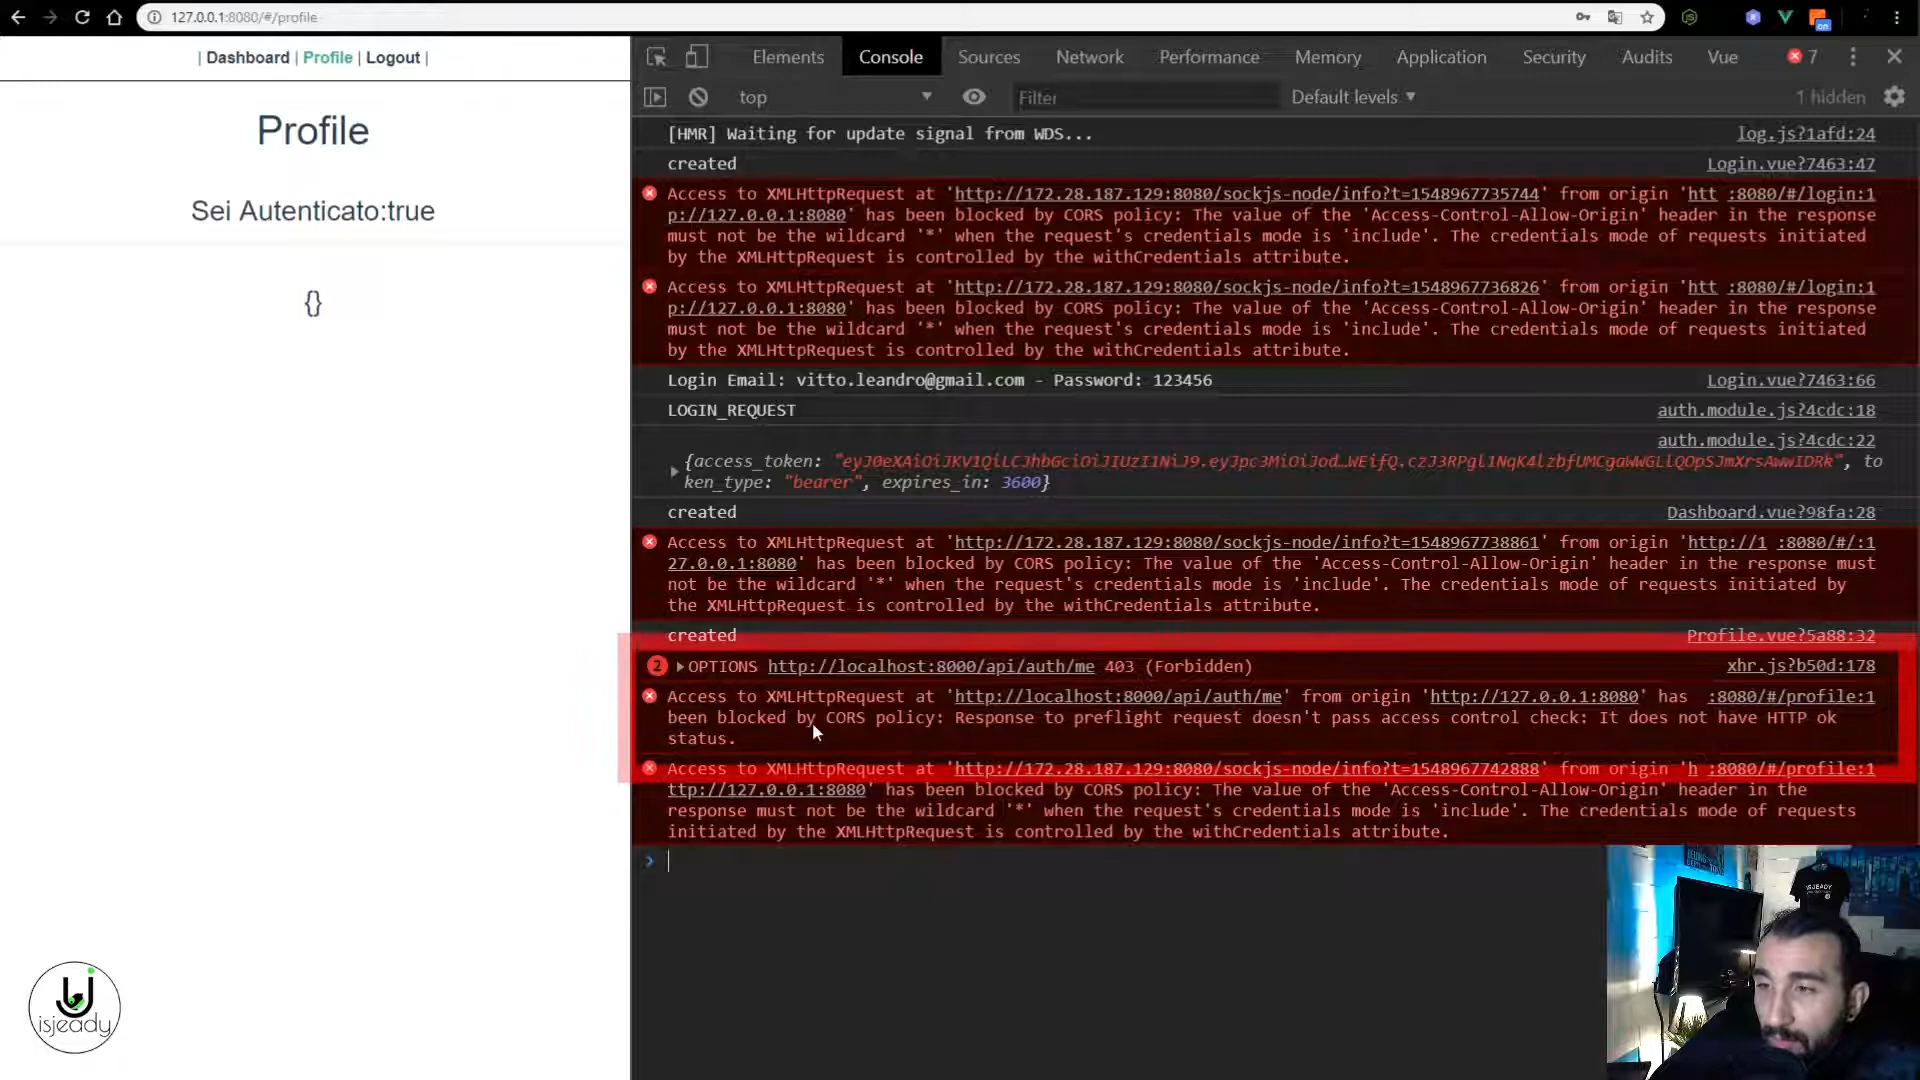 127.0.0.1:8080/#/profile
| Dashboard | Profile | Logout |
Profile
Sei Autenticato:true
{}
isjeady
Elements Console Sources Network Performance Memory Application Security Audits Vue 7
top Filter Default levels 1 hidden
[HMR] Waiting for update signal from WDS... log.js?1afd:24
created Login.vue?7463:47
Access to XMLHttpRequest at 'http://172.28.187.129:8080/sockjs-node/info?t=1548967735744' from origin 'htt :8080/#/login:1
p://127.0.0.1:8080' has been blocked by CORS policy: The value of the 'Access-Control-Allow-Origin' header in the response
must not be the wildcard '*' when the request's credentials mode is 'include'. The credentials mode of requests initiated
by the XMLHttpRequest is controlled by the withCredentials attribute.
Access to XMLHttpRequest at 'http://172.28.187.129:8080/sockjs-node/info?t=1548967736826' from origin 'htt :8080/#/login:1
p://127.0.0.1:8080' has been blocked by CORS policy: The value of the 'Access-Control-Allow-Origin' header in the response
must not be the wildcard '*' when the request's credentials mode is 'include'. The credentials mode of requests initiated
by the XMLHttpRequest is controlled by the withCredentials attribute.
Login Email: vitto.leandro@gmail.com - Password: 123456 Login.vue?7463:66
LOGIN_REQUEST auth.module.js?4cdc:18
auth.module.js?4cdc:22
{access_token: "eyJ0eXAiOiJKV1QiLCJhbGciOiJIUzI1NiJ9.eyJpc3MiOiJod…WEifQ.czJ3RPgl1NqK4lzbfUMCgaWWGLlQOpSJmXrsAwwIDRk", to
ken_type: "bearer", expires_in: 3600}
created Dashboard.vue?98fa:28
Access to XMLHttpRequest at 'http://172.28.187.129:8080/sockjs-node/info?t=1548967738861' from origin 'http://1 :8080/#/:1
27.0.0.1:8080' has been blocked by CORS policy: The value of the 'Access-Control-Allow-Origin' header in the response must
not be the wildcard '*' when the request's credentials mode is 'include'. The credentials mode of requests initiated by
the XMLHttpRequest is controlled by the withCredentials attribute.
created Profile.vue?5a88:32
2 OPTIONS http://localhost:8000/api/auth/me 403 (Forbidden) xhr.js?b50d:178
Access to XMLHttpRequest at 'http://localhost:8000/api/auth/me' from origin 'http://127.0.0.1:8080' has :8080/#/profile:1
been blocked by CORS policy: Response to preflight request doesn't pass access control check: It does not have HTTP ok
status.
Access to XMLHttpRequest at 'http://172.28.187.129:8080/sockjs-node/info?t=1548967742888' from origin 'h :8080/#/profile:1
ttp://127.0.0.1:8080' has been blocked by CORS policy: The value of the 'Access-Control-Allow-Origin' header in the
response must not be the wildcard '*' when the request's credentials mode is 'include'. The credentials mode of requests
initiated by the XMLHttpRequest is controlled by the withCredentials attribute.
ISJEADY